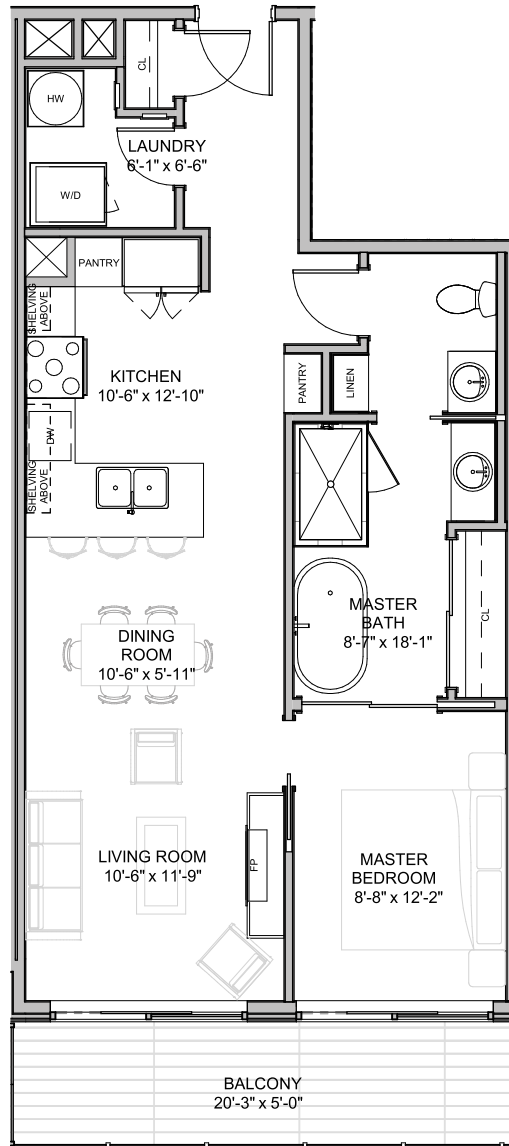 CL
HW
LAUNDRY
6'-1" x 6'-6"
W/D
PANTRY
SHELVING
ABOVE
KITCHEN
10'-6" x 12'-10"
PANTRY
LINEN
DW
SHELVING
ABOVE
MASTER
BATH
8'-7" x 18'-1"
CL
DINING
ROOM
10'-6" x 5'-11"
LIVING ROOM
10'-6" x 11'-9"
FP
MASTER
BEDROOM
8'-8" x 12'-2"
BALCONY
20'-3" x 5'-0"